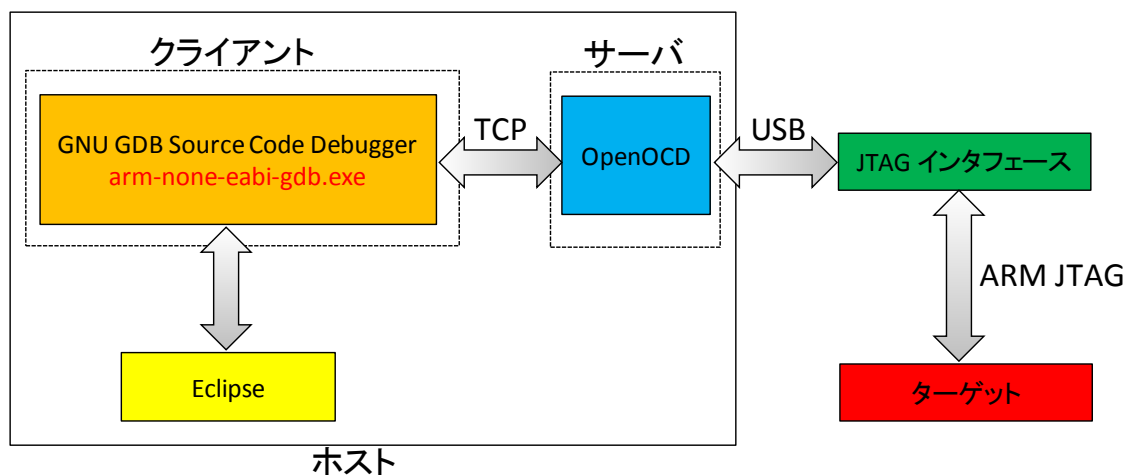 クライアント
サーバ
GNU GDB Source Code Debugger
arm-none-eabi-gdb.exe
TCP
OpenOCD
USB
JTAG インタフェース
ARM JTAG
Eclipse
ターゲット
ホスト